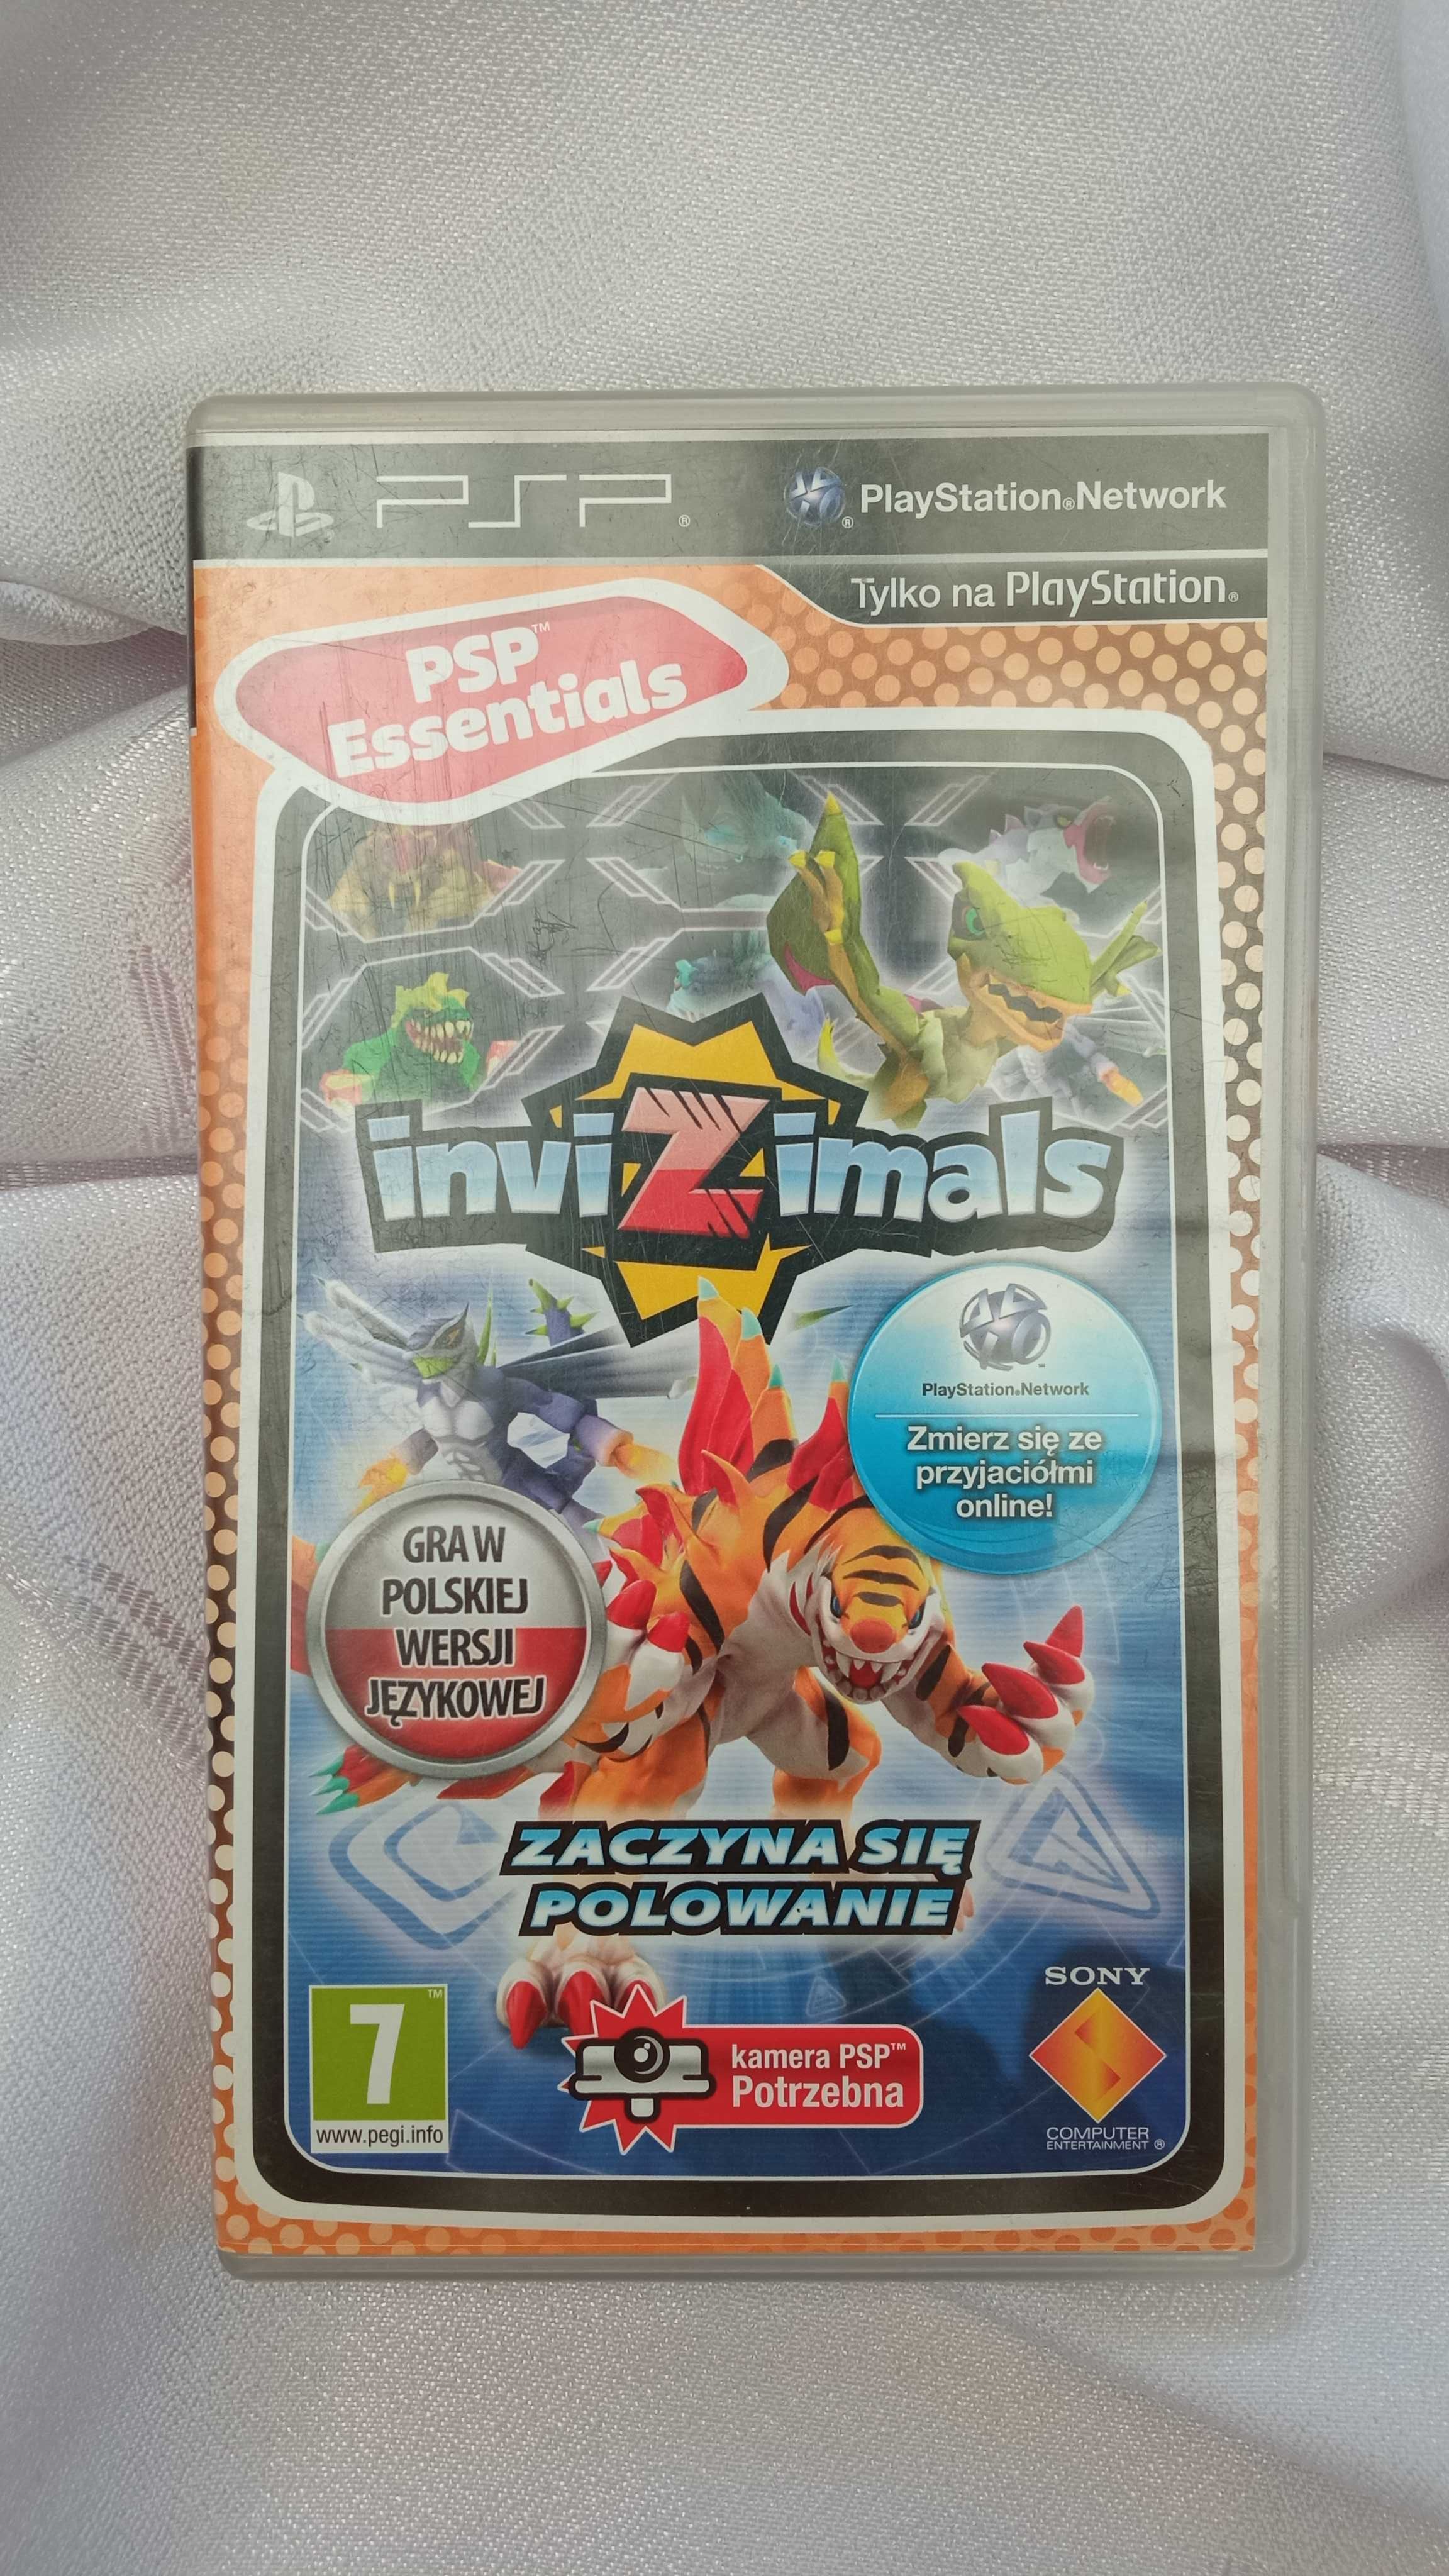 PSP®
PlayStation®Network
Tylko na PlayStation®
PSP™
Essentials
inviZimals
PlayStation®Network
Zmierz się ze
przyjaciółmi
online!
GRA W
POLSKIEJ
WERSJI
JĘZYKOWEJ
ZACZYNA SIĘ
POLOWANIE
7™
www.pegi.info
kamera PSP™
Potrzebna
SONY
COMPUTER
ENTERTAINMENT ®